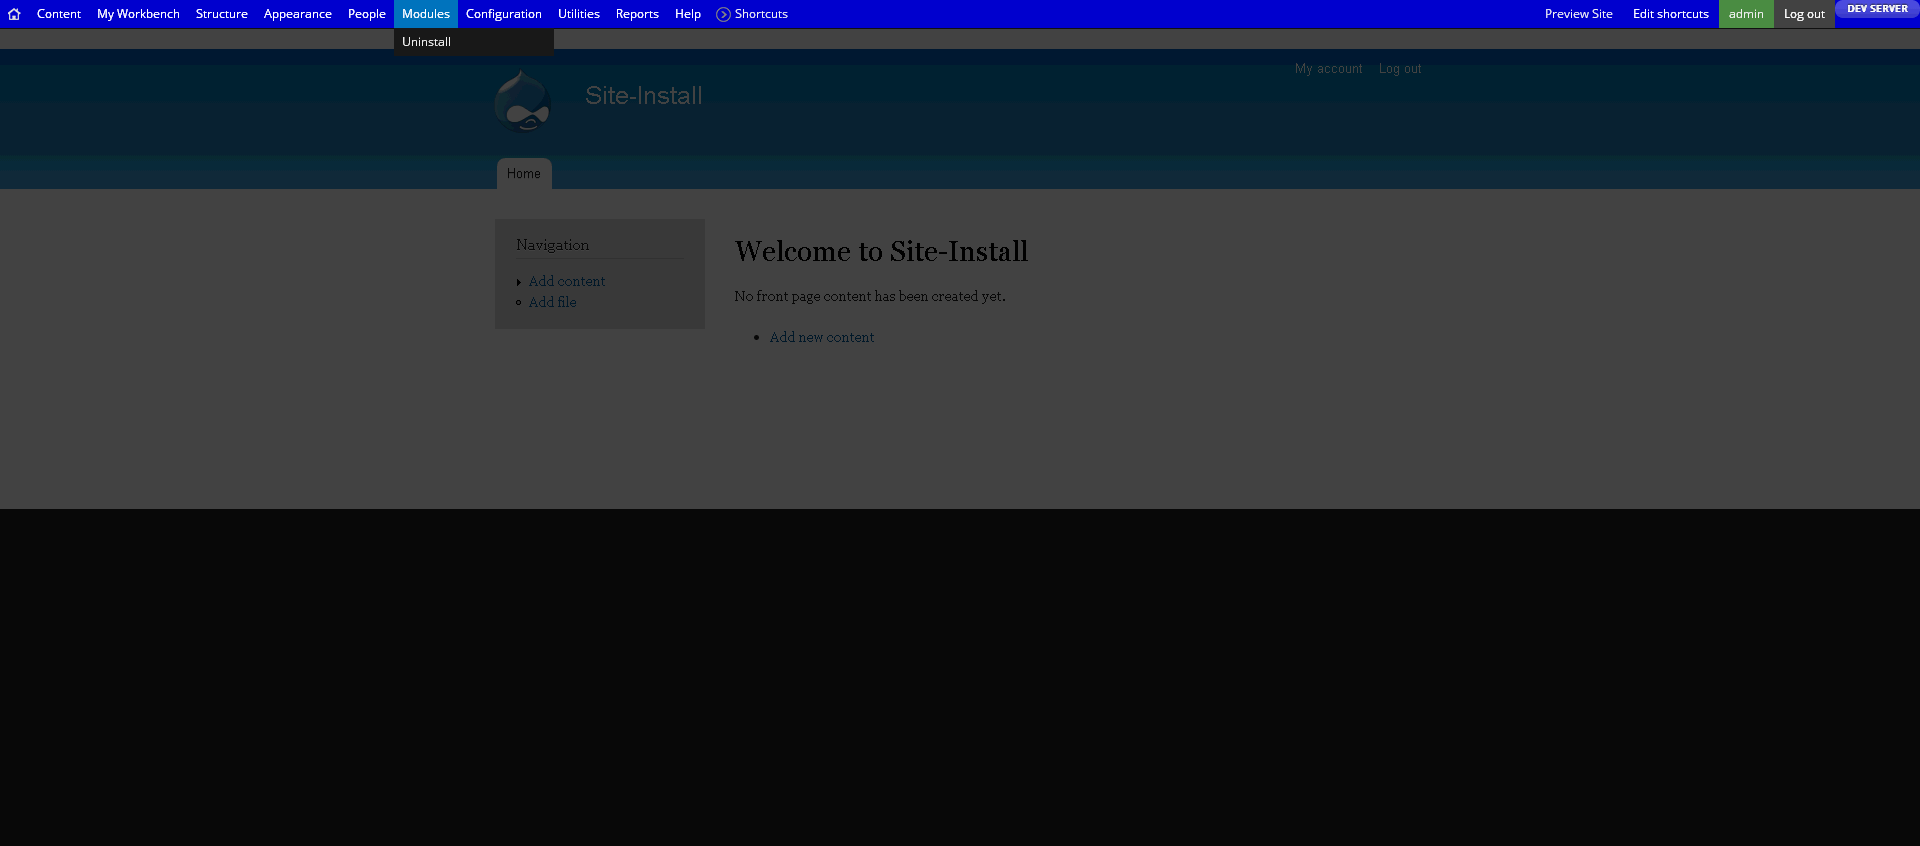 Content My Workbench Structure Appearance People Modules Configuration Utilities Reports Help Shortcuts Preview Site Edit shortcuts admin Log out DEV SERVER
Uninstall
My account Log out
Site-Install
Home
Navigation
Add content
Add file
Welcome to Site-Install
No front page content has been created yet.
Add new content